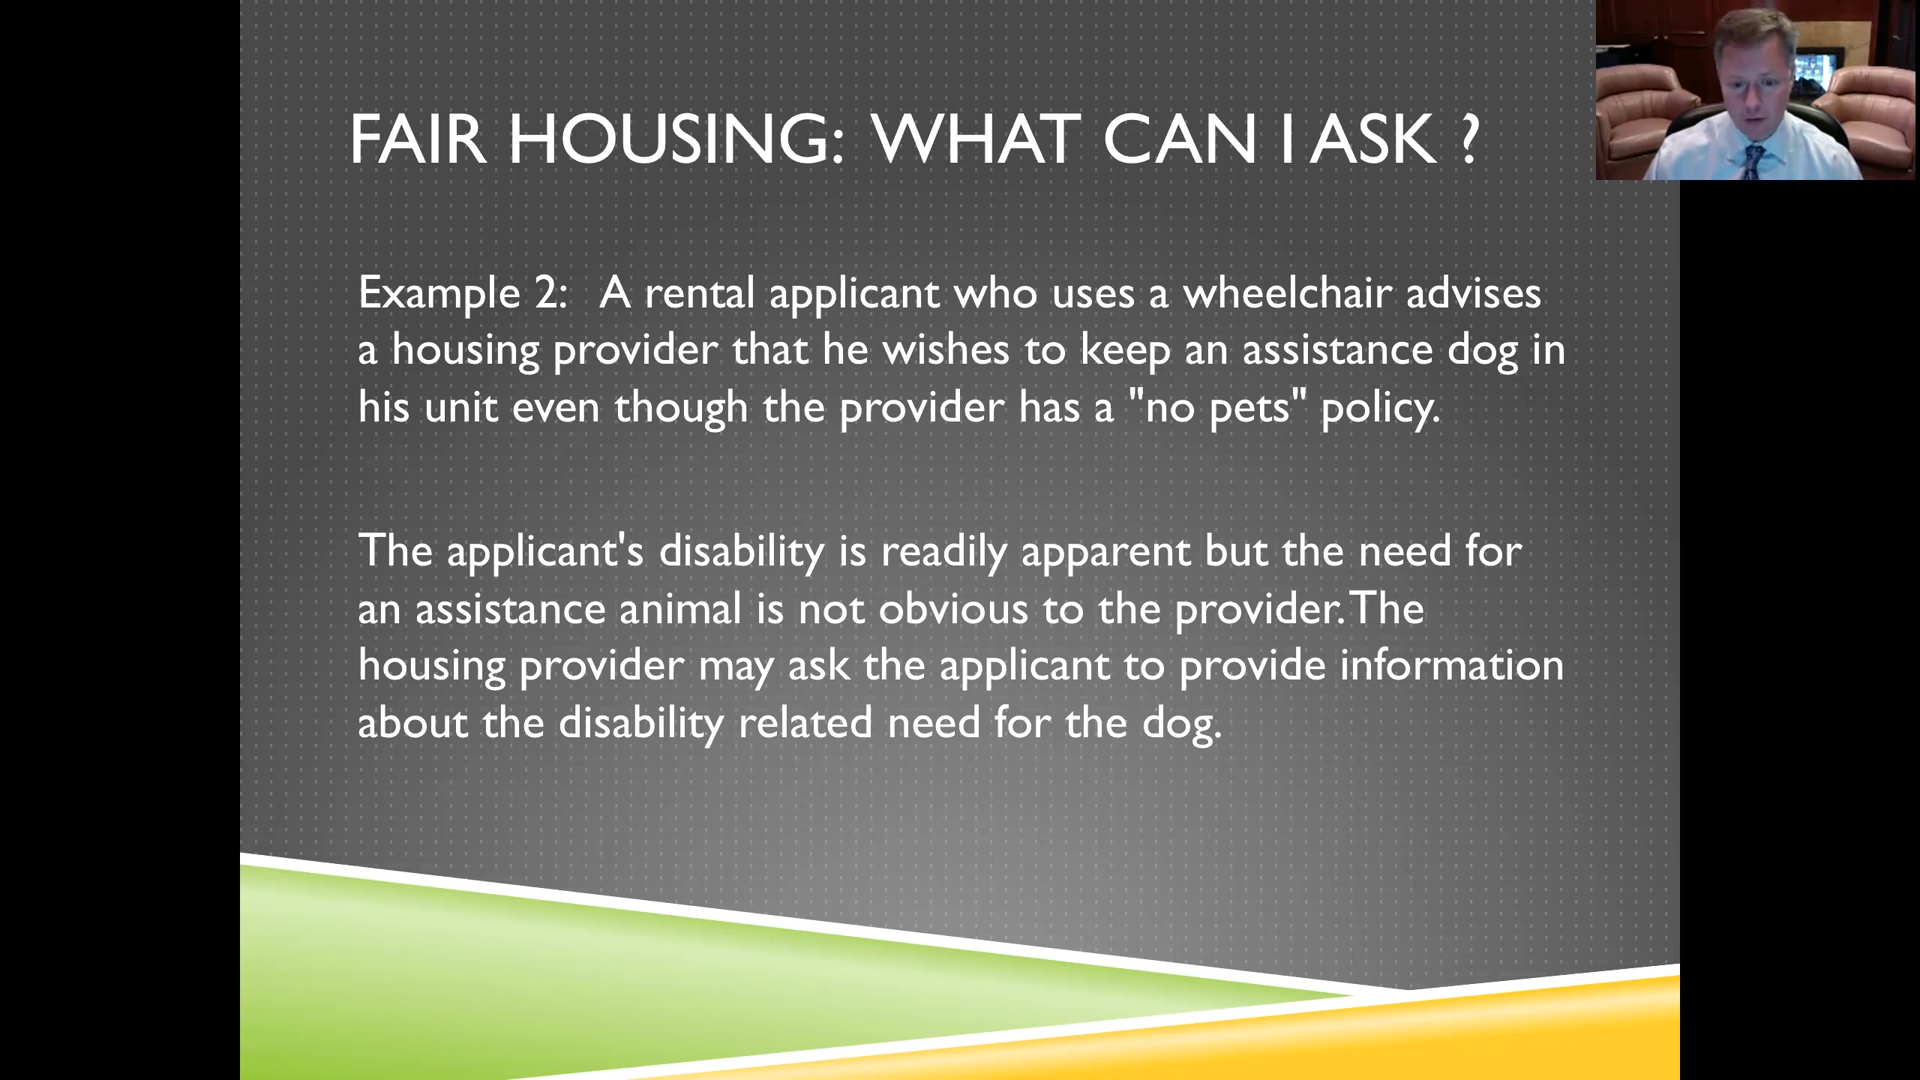 FAIR HOUSING: WHAT CAN I ASK ?
Example 2: A rental applicant who uses a wheelchair advises
a housing provider that he wishes to keep an assistance dog in
his unit even though the provider has a "no pets" policy.
The applicant's disability is readily apparent but the need for
an assistance animal is not obvious to the provider. The
housing provider may ask the applicant to provide information
about the disability related need for the dog.